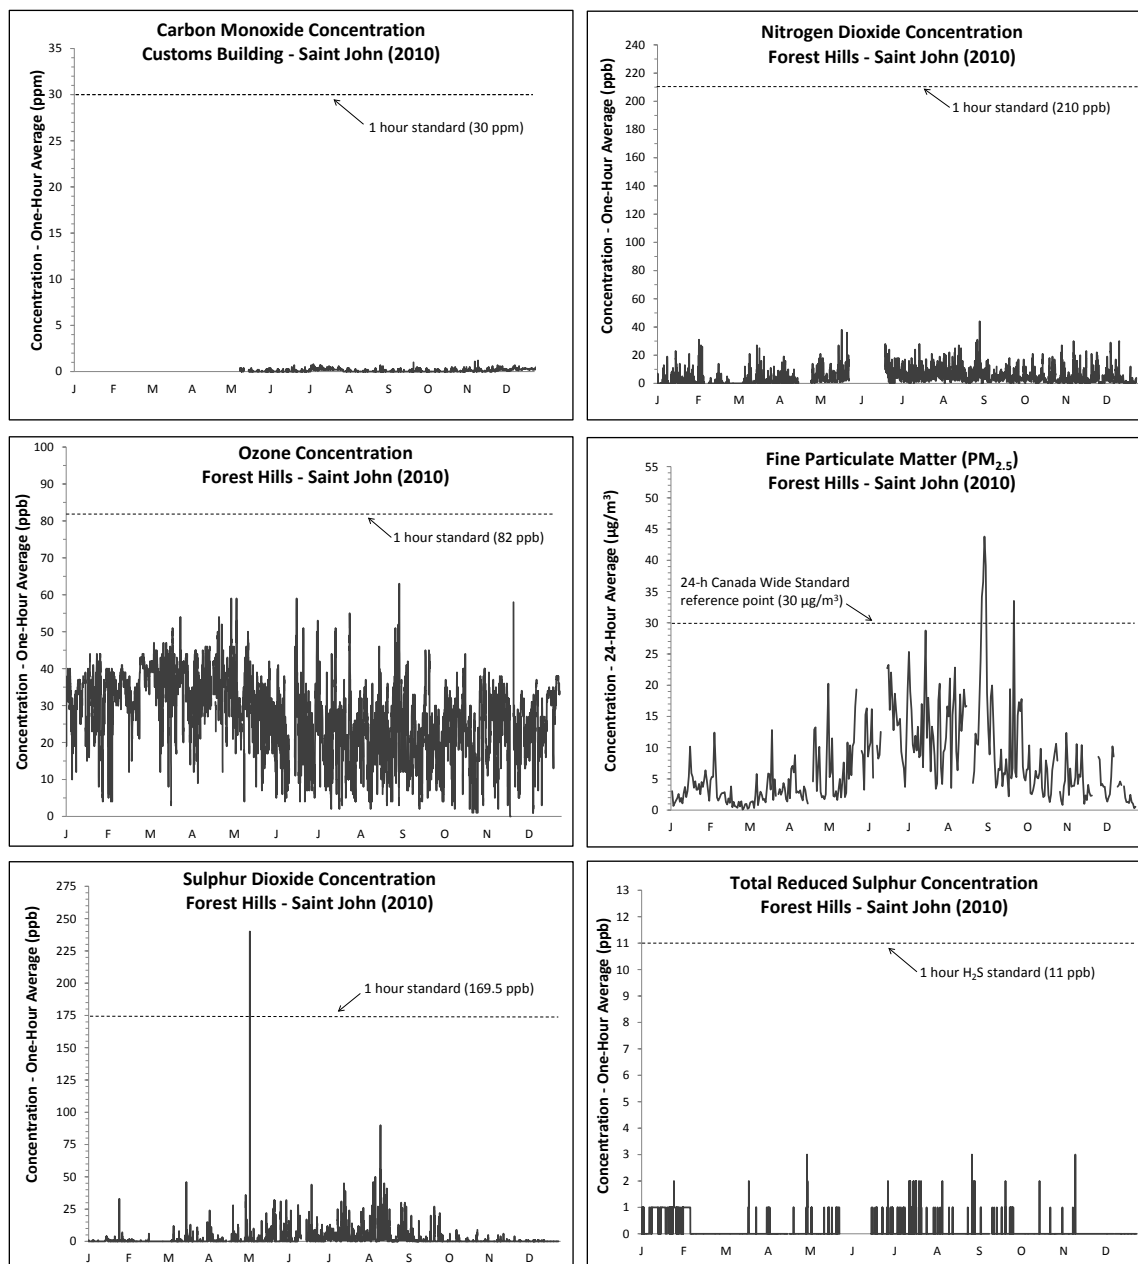 Carbon Monoxide Concentration
Customs Building - Saint John (2010)
Concentration - One-Hour Average (ppm)
35
30
25
20
15
10
5
0
1 hour standard (30 ppm)
J F M A M J J A S O N D
Nitrogen Dioxide Concentration
Forest Hills - Saint John (2010)
Concentration - One-Hour Average (ppb)
240
220
200
180
160
140
120
100
80
60
40
20
0
1 hour standard (210 ppb)
J F M A M J J A S O N D
Ozone Concentration
Forest Hills - Saint John (2010)
Concentration - One-Hour Average (ppb)
100
90
80
70
60
50
40
30
20
10
0
1 hour standard (82 ppb)
J F M A M J J A S O N D
Fine Particulate Matter (PM2.5)
Forest Hills - Saint John (2010)
Concentration - 24-Hour Average (µg/m³)
55
50
45
40
35
30
25
20
15
10
5
0
24-h Canada Wide Standard
reference point (30 µg/m³)
J F M A M J J A S O N D
Sulphur Dioxide Concentration
Forest Hills - Saint John (2010)
Concentration - One-Hour Average (ppb)
275
250
225
200
175
150
125
100
75
50
25
0
1 hour standard (169.5 ppb)
J F M A M J J A S O N D
Total Reduced Sulphur Concentration
Forest Hills - Saint John (2010)
Concentration - One-Hour Average (ppb)
13
12
11
10
9
8
7
6
5
4
3
2
1
0
1 hour H₂S standard (11 ppb)
J F M A M J J A S O N D